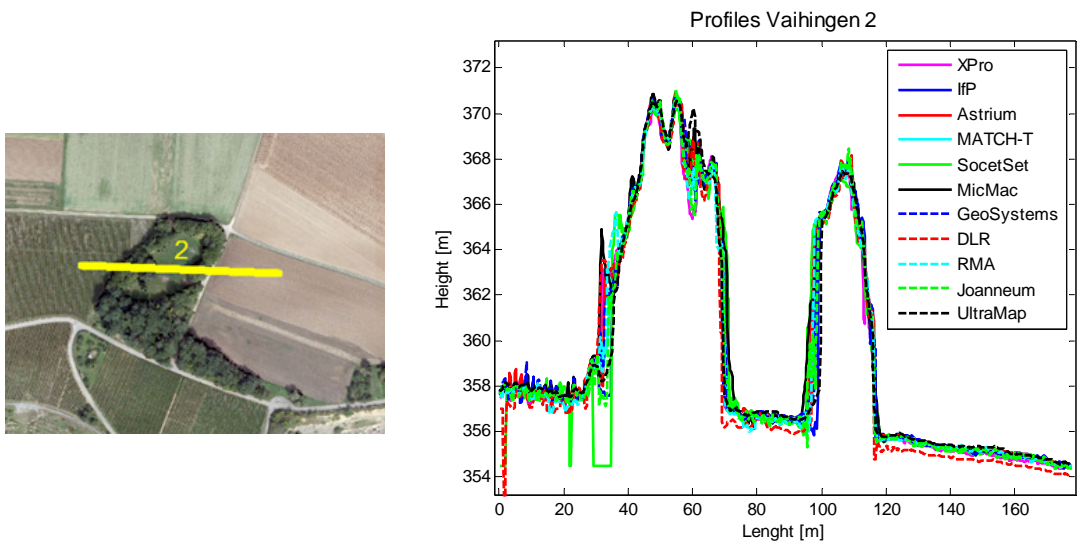 Profiles Vaihingen 2
2
Height [m]
372
370
368
366
364
362
360
358
356
354
0
20
40
60
80
100
120
140
160
Lenght [m]
XPro
IfP
Astrium
MATCH-T
SocetSet
MicMac
GeoSystems
DLR
RMA
Joanneum
UltraMap